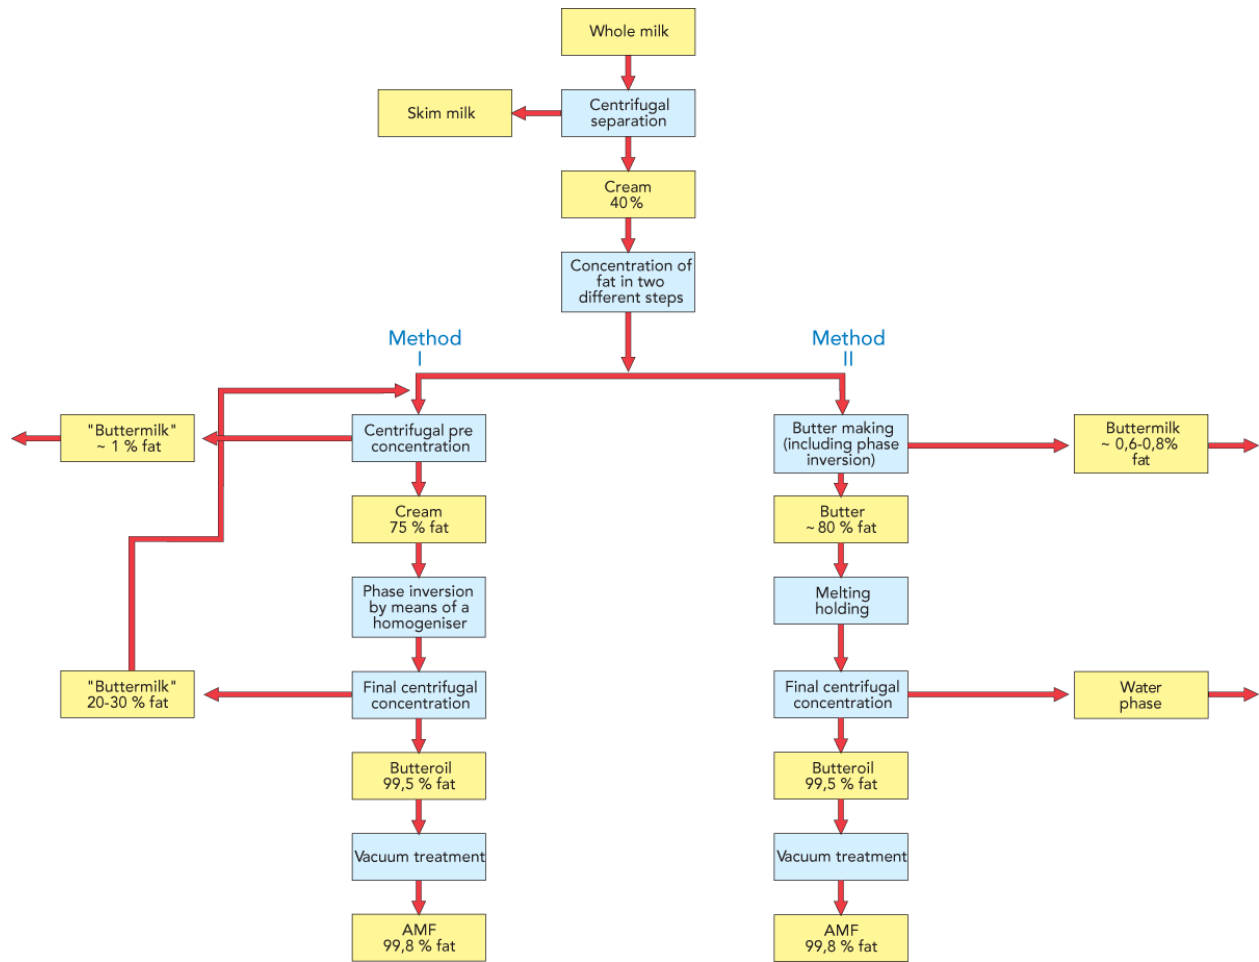 Whole milk
Skim milk
Centrifugal
separation
Cream
40 %
Concentration of
fat in two
different steps
Method
I
Method
II
"Buttermilk"
~ 1 % fat
Centrifugal pre
concentration
Butter making
(including phase
inversion)
Buttermilk
~ 0,6-0,8%
fat
Cream
75 % fat
Butter
~ 80 % fat
Phase inversion
by means of a
homogeniser
Melting
holding
"Buttermilk"
20-30 % fat
Final centrifugal
concentration
Final centrifugal
concentration
Water
phase
Butteroil
99,5 % fat
Butteroil
99,5 % fat
Vacuum treatment
Vacuum treatment
AMF
99,8 % fat
AMF
99,8 % fat